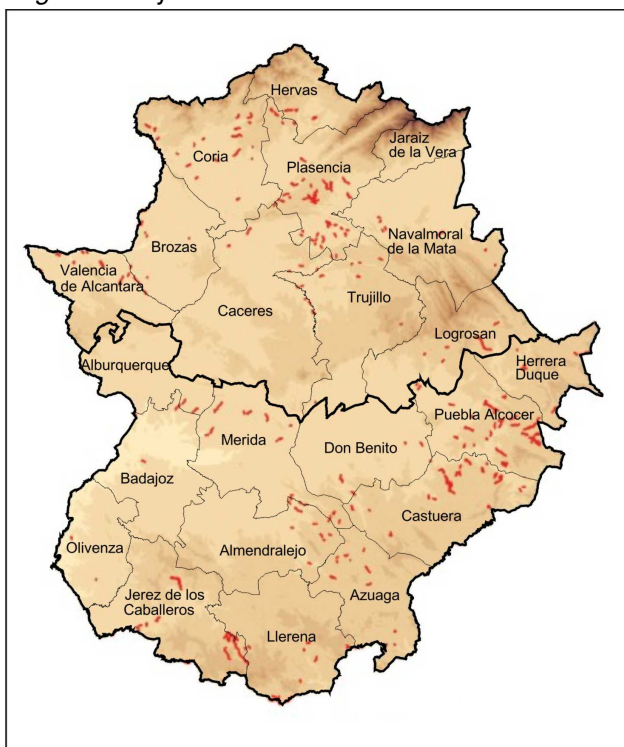 Hervas
Jaraiz
de la Vera
Coria
Plasencia
Navalmoral
de la Mata
Brozas
Valencia
de Alcantara
Caceres
Trujillo
Logrosan
Herrera
Duque
Alburquerque
Puebla Alcocer
Merida
Don Benito
Badajoz
Castuera
Olivenza
Almendralejo
Jerez de los
Caballeros
Azuaga
Llerena